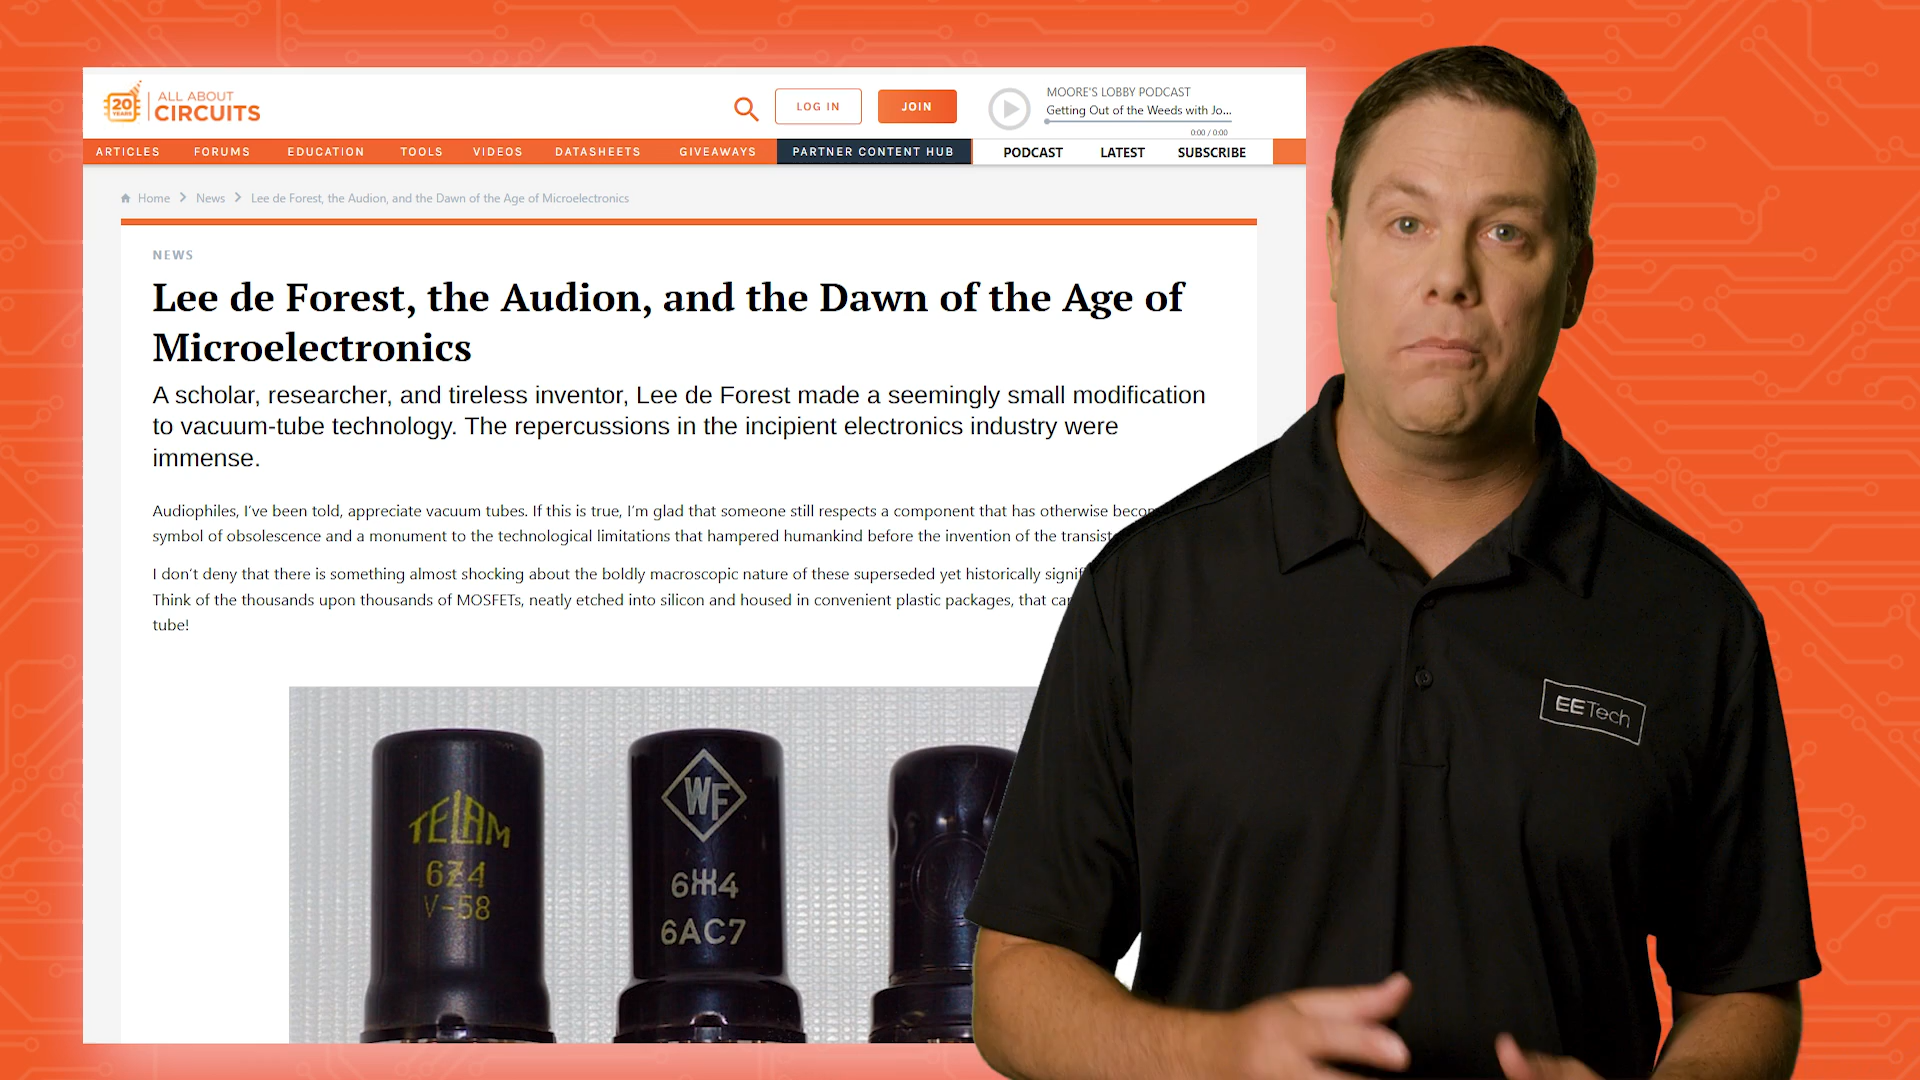 20
YEARS
ALL ABOUT
CIRCUITS
LOG IN
JOIN
MOORE'S LOBBY PODCAST
Getting Out of the Weeds with Jo...
0:00 / 0:00
ARTICLES FORUMS EDUCATION TOOLS VIDEOS DATASHEETS GIVEAWAYS PARTNER CONTENT HUB PODCAST LATEST SUBSCRIBE
Home News Lee de Forest, the Audion, and the Dawn of the Age of Microelectronics
NEWS
Lee de Forest, the Audion, and the Dawn of the Age of
Microelectronics
A scholar, researcher, and tireless inventor, Lee de Forest made a seemingly small modification
to vacuum-tube technology. The repercussions in the incipient electronics industry were
immense.
Audiophiles, I've been told, appreciate vacuum tubes. If this is true, I'm glad that someone still respects a component that has otherwise
symbol of obsolescence and a monument to the technological limitations that hampered humankind before the invention of the
I don't deny that there is something almost shocking about the boldly macroscopic nature of these superseded yet historically
Think of the thousands upon thousands of MOSFETs, neatly etched into silicon and housed in convenient plastic packages, that
tube!
TELAM
6Z4
V-58
WF
6Ж4
6AC7
EETech